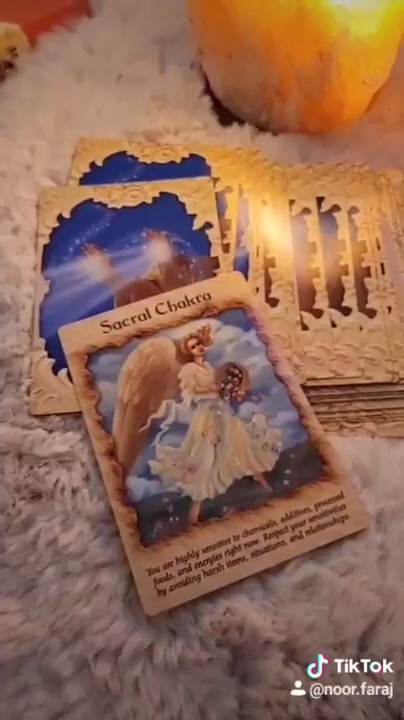 Sacral Chakra
You are highly sensitive to chemicals, additives, processed
foods, and energies right now. Respect your sensitivities
by avoiding harsh items, situations, and relationships
TikTok
@noor.faraj